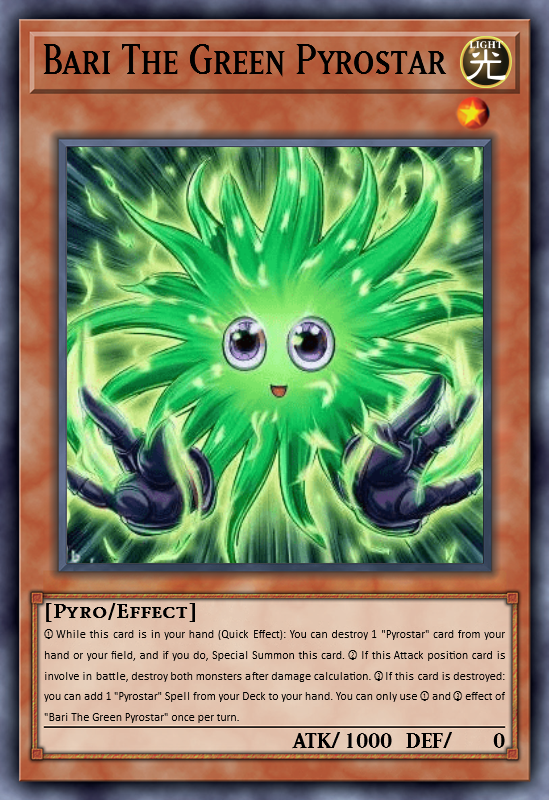 Bari The Green Pyrostar
LIGHT
光
[Pyro/Effect]
① While this card is in your hand (Quick Effect): You can destroy 1 "Pyrostar" card from your
hand or your field, and if you do, Special Summon this card. ② If this Attack position card is
involve in battle, destroy both monsters after damage calculation. ② If this card is destroyed:
you can add 1 "Pyrostar" Spell from your Deck to your hand. You can only use ① and ② effect of
"Bari The Green Pyrostar" once per turn.
ATK/ 1000 DEF/ 0